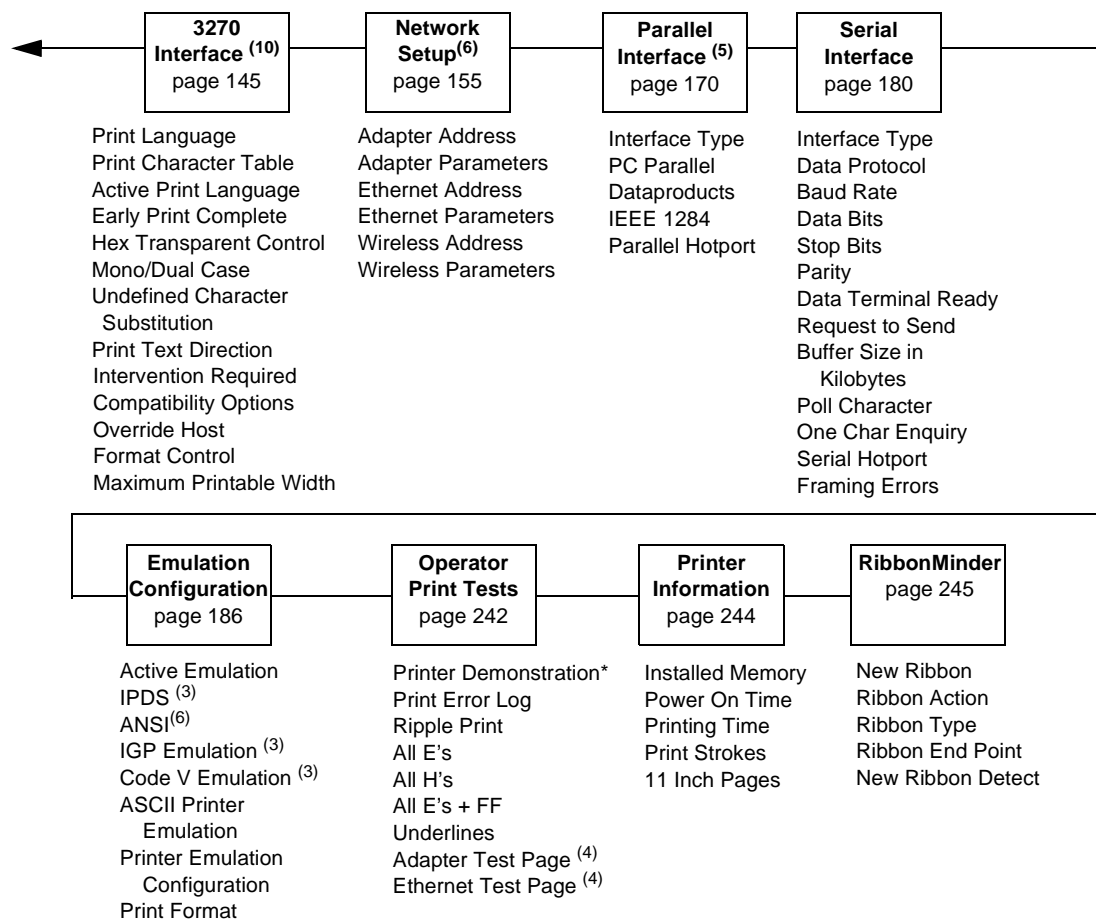 3270
Interface (10)
page 145
Network
Setup(6)
page 155
Parallel
Interface (5)
page 170
Serial
Interface
page 180
Print Language
Print Character Table
Active Print Language
Early Print Complete
Hex Transparent Control
Mono/Dual Case
Undefined Character
Substitution
Print Text Direction
Intervention Required
Compatibility Options
Override Host
Format Control
Maximum Printable Width
Adapter Address
Adapter Parameters
Ethernet Address
Ethernet Parameters
Wireless Address
Wireless Parameters
Interface Type
PC Parallel
Dataproducts
IEEE 1284
Parallel Hotport
Interface Type
Data Protocol
Baud Rate
Data Bits
Stop Bits
Parity
Data Terminal Ready
Request to Send
Buffer Size in
Kilobytes
Poll Character
One Char Enquiry
Serial Hotport
Framing Errors
Emulation
Configuration
page 186
Operator
Print Tests
page 242
Printer
Information
page 244
RibbonMinder
page 245
Active Emulation
IPDS (3)
ANSI(6)
IGP Emulation (3)
Code V Emulation (3)
ASCII Printer
Emulation
Printer Emulation
Configuration
Print Format
Printer Demonstration*
Print Error Log
Ripple Print
All E's
All H's
All E's + FF
Underlines
Adapter Test Page (4)
Ethernet Test Page (4)
Installed Memory
Power On Time
Printing Time
Print Strokes
11 Inch Pages
New Ribbon
Ribbon Action
Ribbon Type
Ribbon End Point
New Ribbon Detect